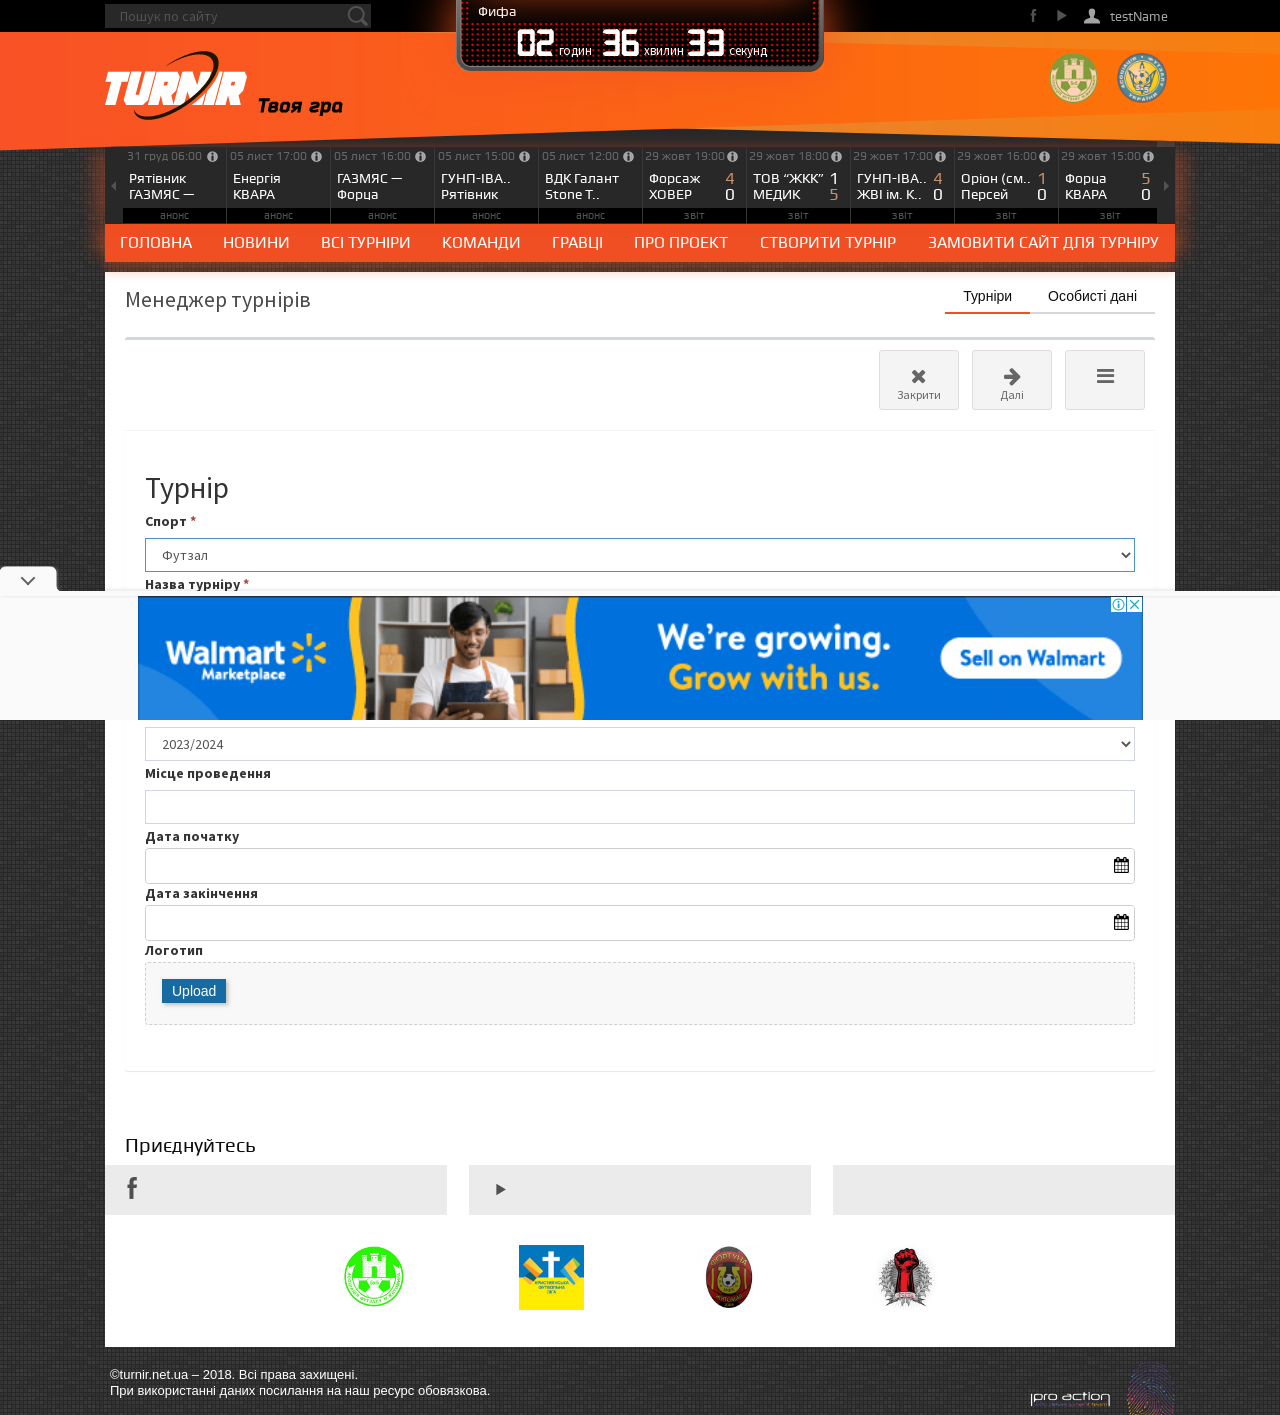 Пошук по сайту
Фифа
02 годин 36 хвилин 33 секунд
testName
TURNIR Твоя гра
31 груд 06:00 05 лист 17:00 05 лист 16:00 05 лист 15:00 05 лист 12:00 29 жовт 19:00 29 жовт 18:00 29 жовт 17:00 29 жовт 16:00 29 жовт 15:00
Рятівник Енергія ГАЗМЯС — ГУНП-ІВА.. ВДК Галант Форсаж 4 ТОВ “ЖКК” 1 ГУНП-ІВА.. 4 Оріон (см.. 1 Форца 5
ГАЗМЯС — КВАРА Форца Рятівник Stone T.. ХОВЕР 0 МЕДИК 5 ЖВІ ім. К.. 0 Персей 0 КВАРА 0
анонс анонс анонс анонс анонс звіт звіт звіт звіт звіт
ГОЛОВНА НОВИНИ ВСІ ТУРНІРИ КОМАНДИ ГРАВЦІ ПРО ПРОЕКТ СТВОРИТИ ТУРНІР ЗАМОВИТИ САЙТ ДЛЯ ТУРНІРУ
Менеджер турнірів
Турніри Особисті дані
Закрити Далі
Турнір
Спорт *
Футзал
Назва турніру *
Walmart Marketplace
We’re growing.
Grow with us.
Sell on Walmart
2023/2024
Місце проведення
Дата початку
Дата закінчення
Логотип
Upload
Приєднуйтесь
©turnir.net.ua – 2018. Всі права захищені.
При використанні даних посилання на наш ресурс обовязкова.
pro action